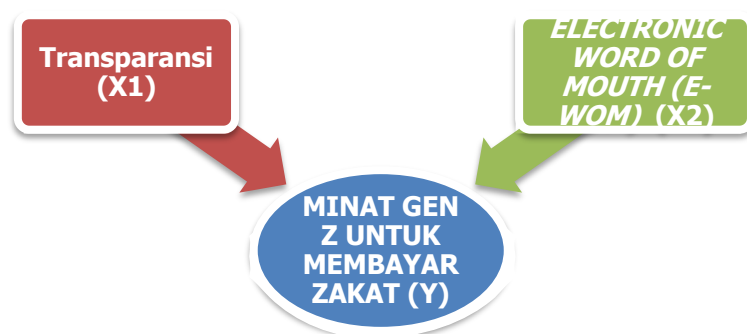 Transparansi
(X1)
ELECTRONIC
WORD OF
MOUTH (E-
WOM) (X2)
MINAT GEN
Z UNTUK
MEMBAYAR
ZAKAT (Y)